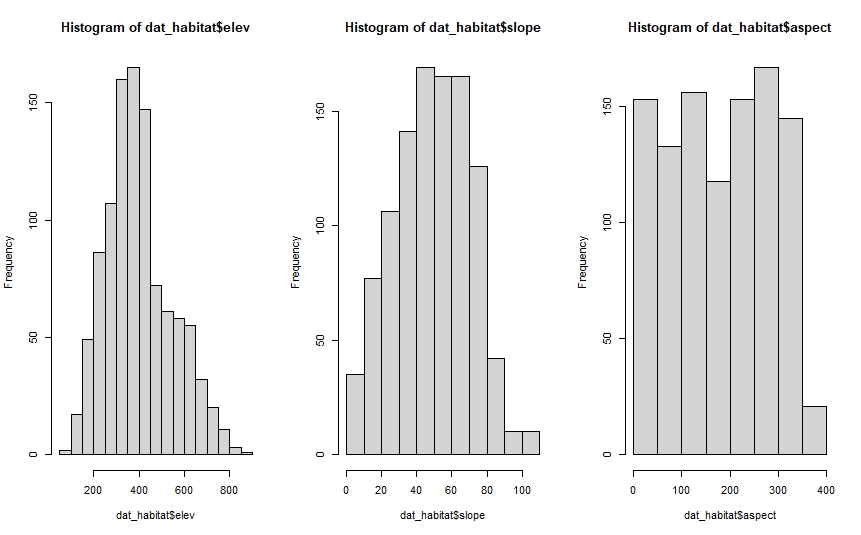 Histogram of dat_habitat$elev
Frequency
0
50
100
150
200 400 600 800
dat_habitat$elev
Histogram of dat_habitat$slope
Frequency
0
50
100
150
0 20 40 60 80 100
dat_habitat$slope
Histogram of dat_habitat$aspect
Frequency
0
50
100
150
0 100 200 300 400
dat_habitat$aspect